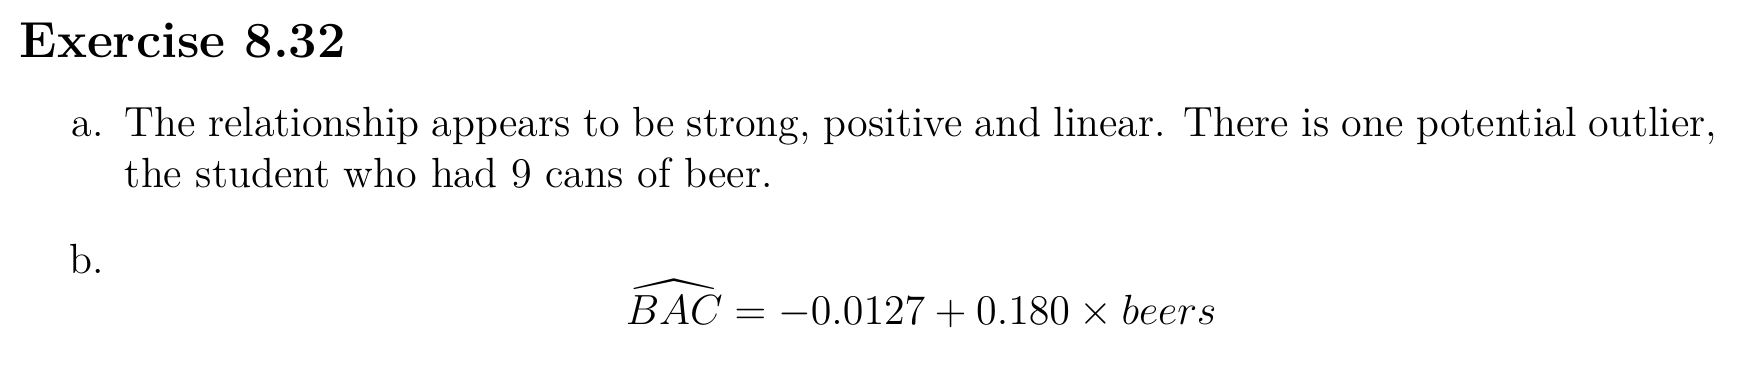 Exercise 8.32
a. The relationship appears to be strong, positive and linear. There is one potential outlier,
the student who had 9 cans of beer.
b.
$\widehat{BAC} = -0.0127 + 0.180 \times beers$